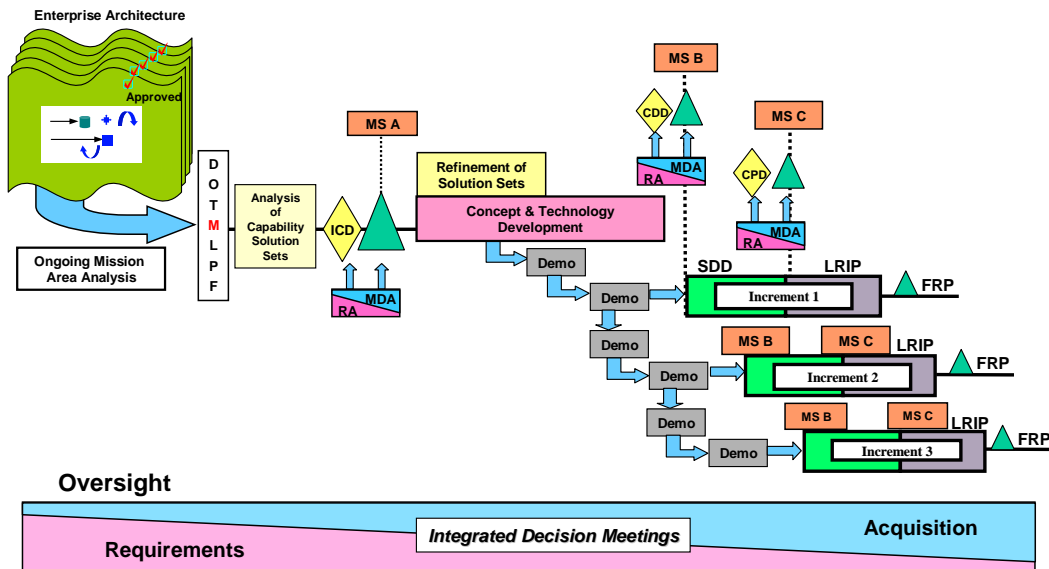 Enterprise Architecture
Approved
Ongoing Mission
Area Analysis
D
O
T
M
L
P
F
Analysis
of
Capability
Solution
Sets
ICD
MS A
MDA
RA
Refinement of
Solution Sets
Concept & Technology
Development
Demo
Demo
Demo
Demo
Demo
Demo
MS B
CDD
MDA
RA
MS C
CPD
MDA
RA
SDD
LRIP
Increment 1
FRP
MS B
MS C
LRIP
Increment 2
FRP
MS B
MS C
LRIP
Increment 3
FRP
Oversight
Requirements
Integrated Decision Meetings
Acquisition